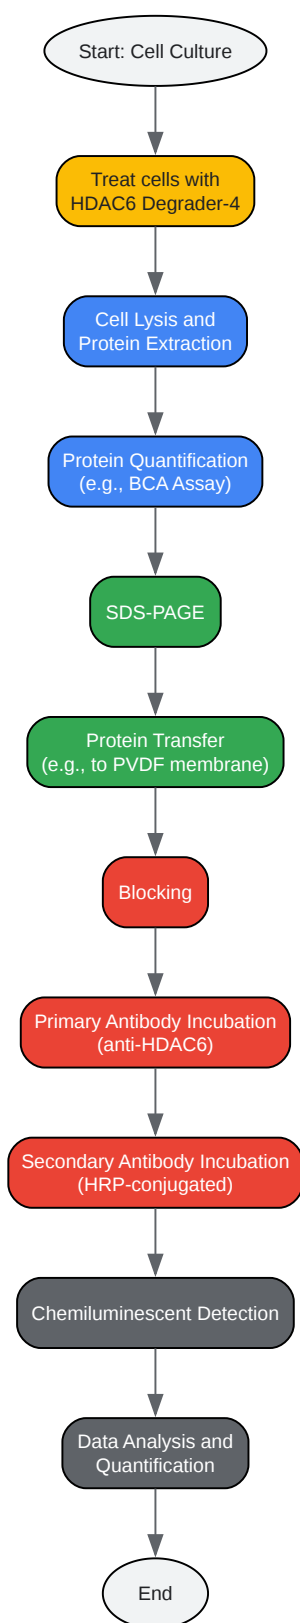 Start: Cell Culture
Treat cells with
HDAC6 Degrader-4
Cell Lysis and
Protein Extraction
Protein Quantification
(e.g., BCA Assay)
SDS-PAGE
Protein Transfer
(e.g., to PVDF membrane)
Blocking
Primary Antibody Incubation
(anti-HDAC6)
Secondary Antibody Incubation
(HRP-conjugated)
Chemiluminescent Detection
Data Analysis and
Quantification
End